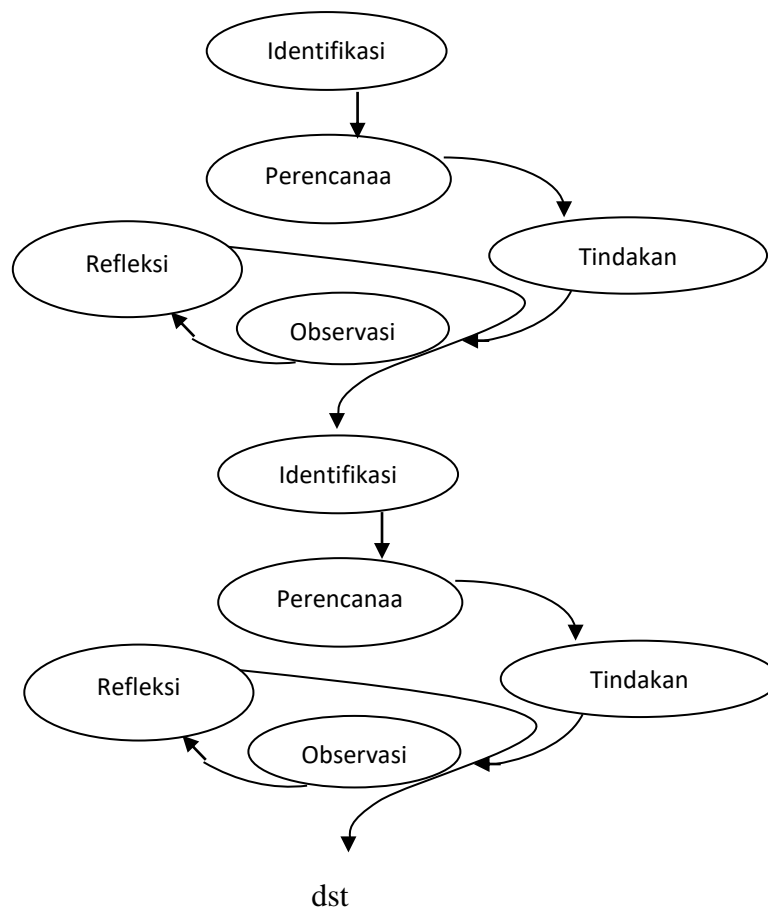 Identifikasi
Perencanaa
Refleksi
Tindakan
Observasi
Identifikasi
Perencanaa
Refleksi
Tindakan
Observasi
dst